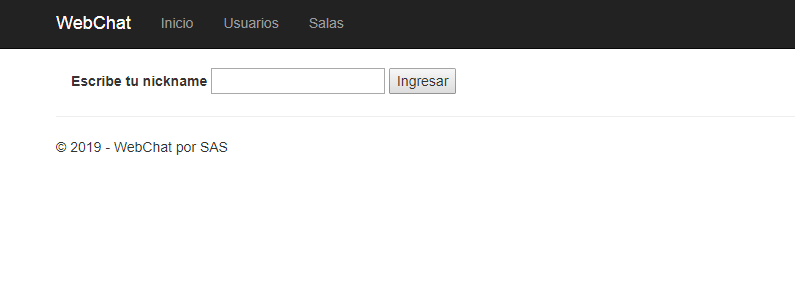 WebChat Inicio Usuarios Salas
Escribe tu nickname Ingresar
© 2019 - WebChat por SAS